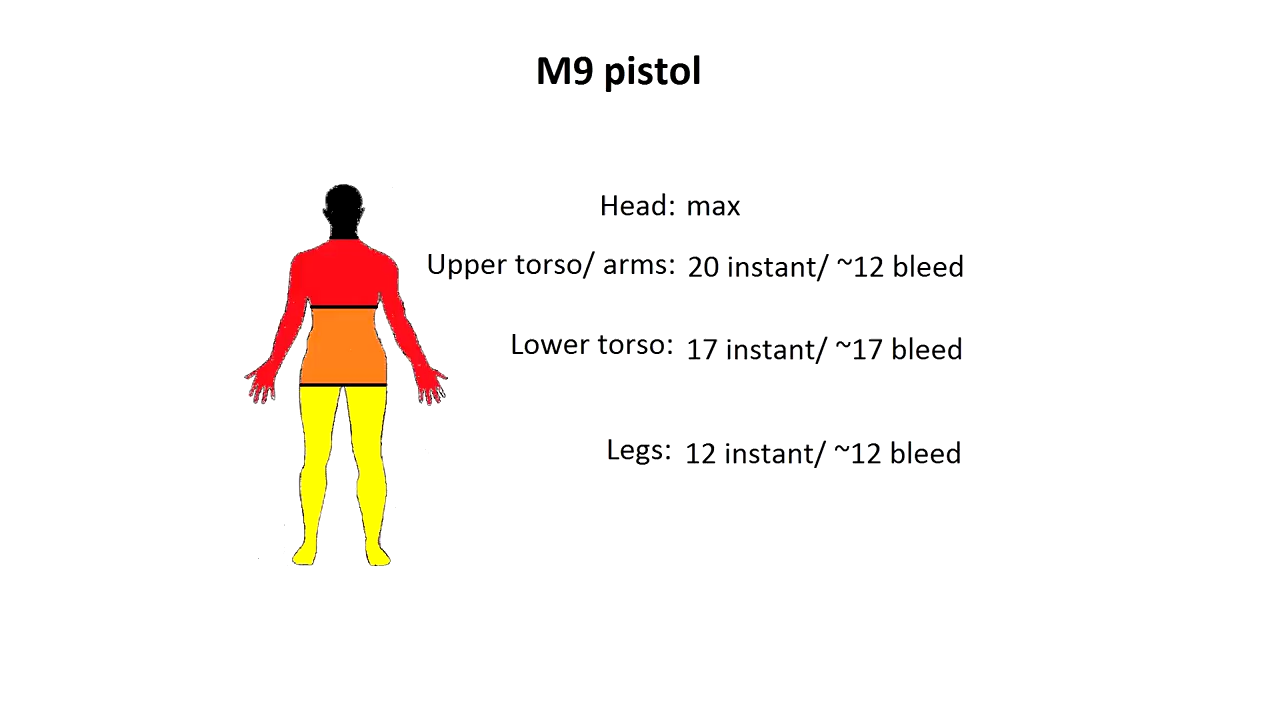 M9 pistol
Head: max
Upper torso/ arms: 20 instant/ ~12 bleed
Lower torso: 17 instant/ ~17 bleed
Legs: 12 instant/ ~12 bleed